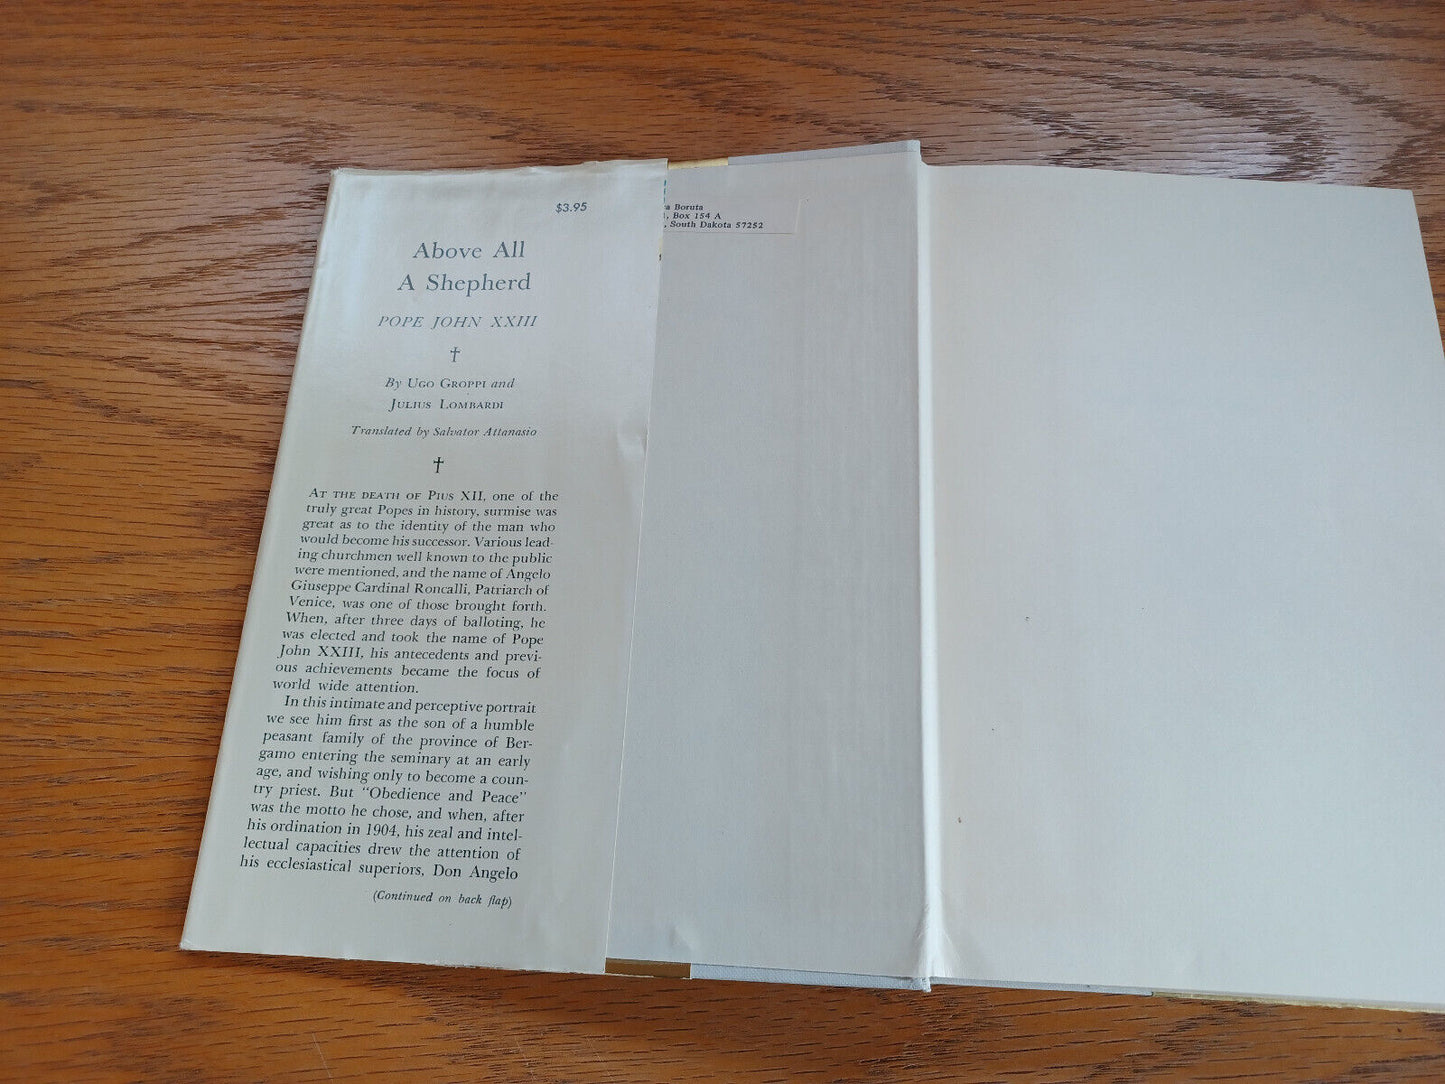 $3.95
Above All
A Shepherd
POPE JOHN XXIII
†
By UGO GROPPI and
JULIUS LOMBARDI
Translated by Salvator Attanasio
†
AT THE DEATH OF PIUS XII, one of the
truly great Popes in history, surmise was
great as to the identity of the man who
would become his successor. Various lead-
ing churchmen well known to the public
were mentioned, and the name of Angelo
Giuseppe Cardinal Roncalli, Patriarch of
Venice, was one of those brought forth.
When, after three days of balloting, he
was elected and took the name of Pope
John XXIII, his antecedents and previ-
ous achievements became the focus of
world wide attention.
In this intimate and perceptive portrait
we see him first as the son of a humble
peasant family of the province of Ber-
gamo entering the seminary at an early
age, and wishing only to become a coun-
try priest. But "Obedience and Peace"
was the motto he chose, and when, after
his ordination in 1904, his zeal and intel-
lectual capacities drew the attention of
his ecclesiastical superiors, Don Angelo
(Continued on back flap)
Boruta
, Box 154 A
, South Dakota 57252